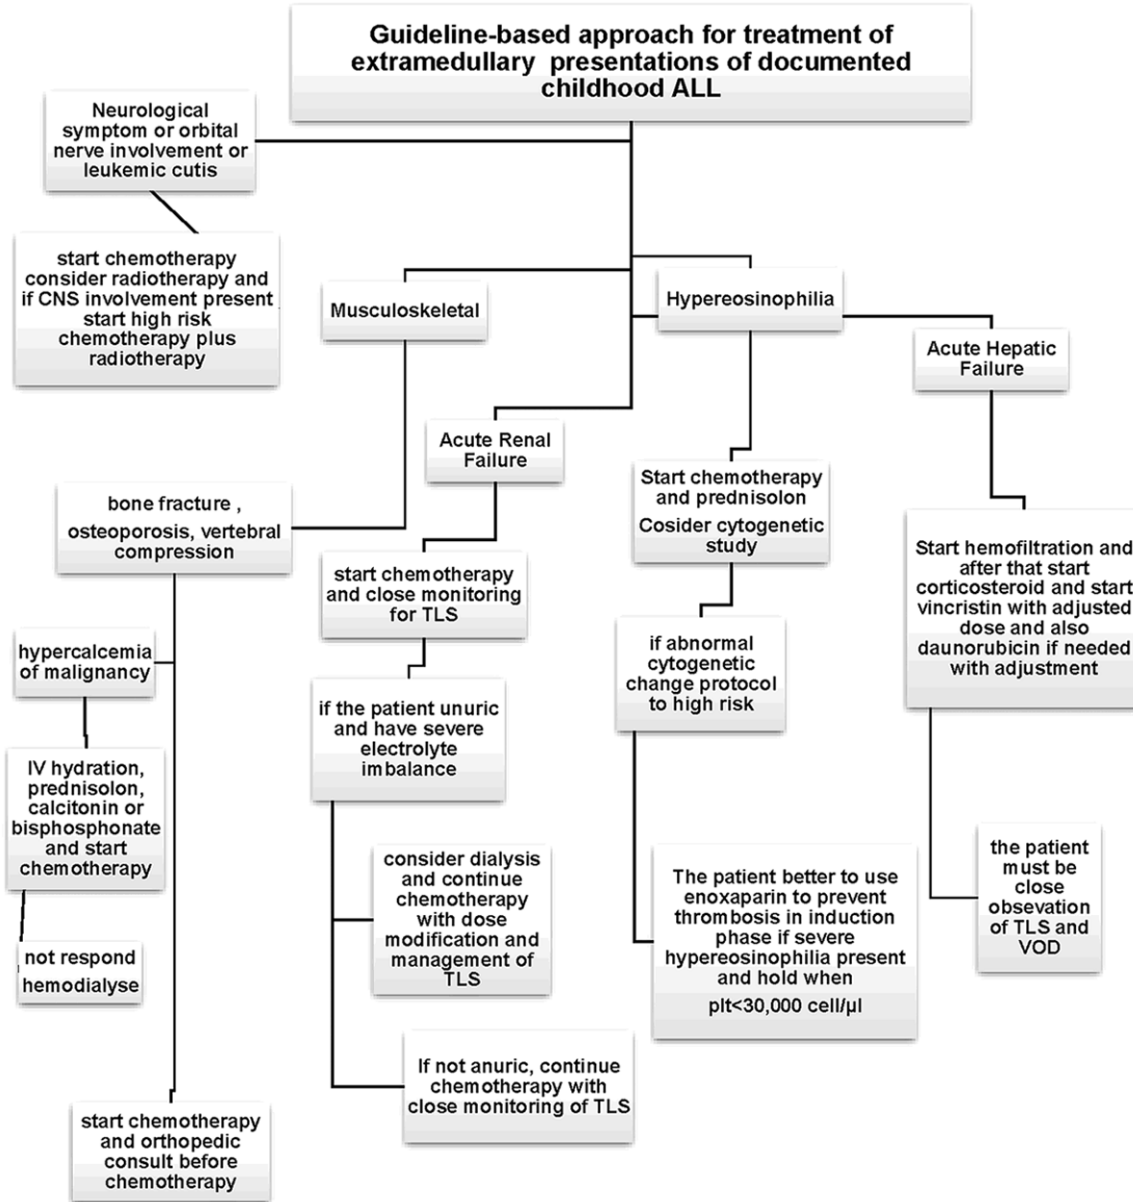 Guideline-based approach for treatment of
extramedullary presentations of documented
childhood ALL
Neurological
symptom or orbital
nerve involvement or
leukemic cutis
start chemotherapy
consider radiotherapy and
if CNS involvement present
start high risk
chemotherapy plus
radiotherapy
Musculoskeletal
Hypereosinophilia
Acute Hepatic
Failure
Acute Renal
Failure
bone fracture ,
osteoporosis, vertebral
compression
start chemotherapy
and close monitoring
for TLS
Start chemotherapy
and prednisolon
Cosider cytogenetic
study
Start hemofiltration and
after that start
corticosteroid and start
vincristin with adjusted
dose and also
daunorubicin if needed
with adjustment
hypercalcemia
of malignancy
if the patient unuric
and have severe
electrolyte
imbalance
if abnormal
cytogenetic
change protocol
to high risk
IV hydration,
prednisolon,
calcitonin or
bisphosphonate
and start
chemotherapy
consider dialysis
and continue
chemotherapy
with dose
modification and
management of
TLS
The patient better to use
enoxaparin to prevent
thrombosis in induction
phase if severe
hypereosinophilia present
and hold when
plt<30,000 cell/µl
the patient
must be
close
obsevation
of TLS and
VOD
not respond
hemodialyse
If not anuric, continue
chemotherapy with
close monitoring of TLS
start chemotherapy
and orthopedic
consult before
chemotherapy